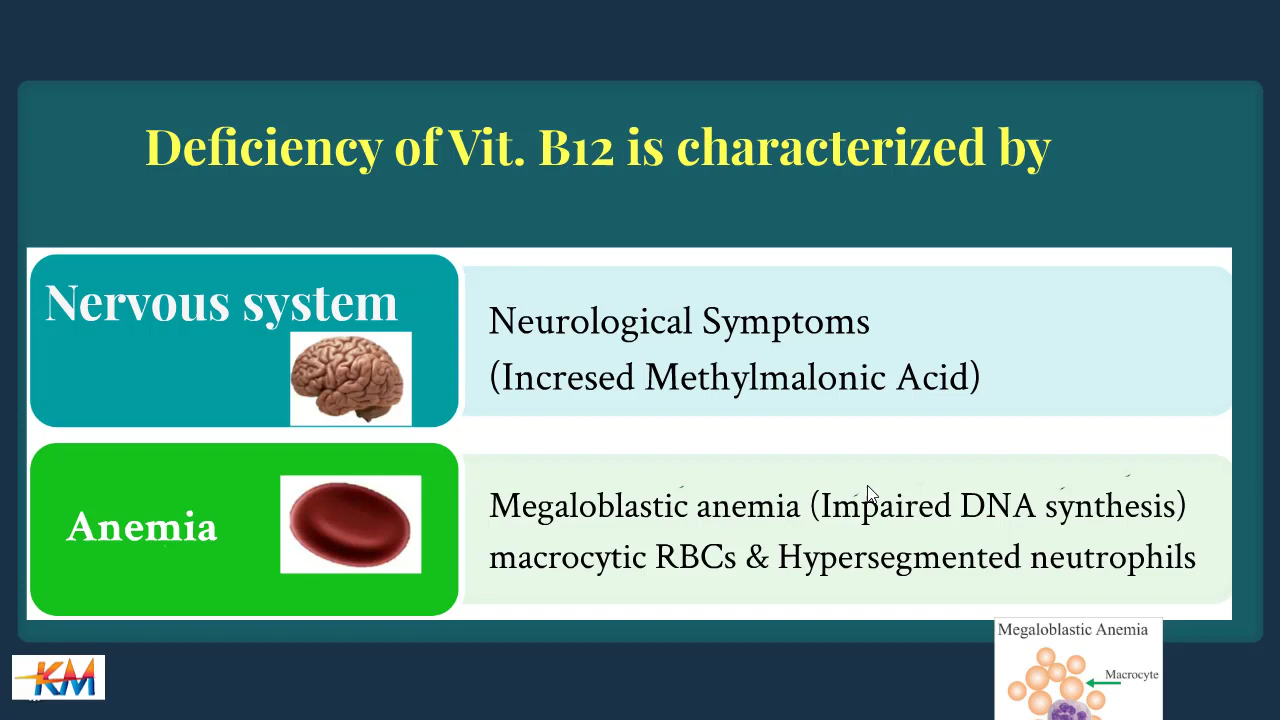 Deficiency of Vit. B12 is characterized by
Nervous system
Neurological Symptoms
(Incresed Methylmalonic Acid)
Anemia
Megaloblastic anemia (Impaired DNA synthesis)
macrocytic RBCs & Hypersegmented neutrophils
Megaloblastic Anemia
Macrocyte
KM